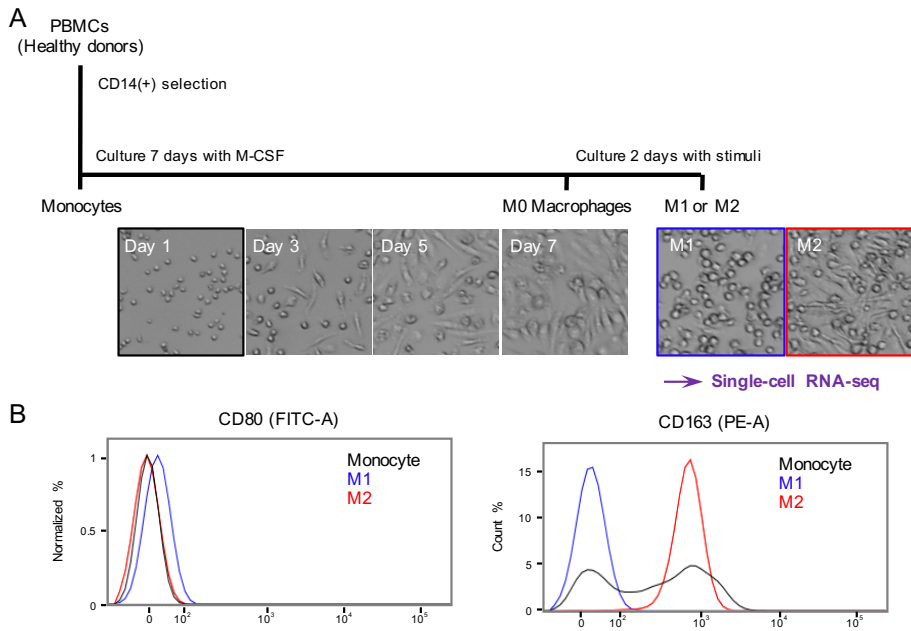 A
PBMCs
(Healthy donors)
CD14(+) selection
Culture 7 days with M-CSF
Culture 2 days with stimuli
Monocytes
M0 Macrophages
M1 or M2
Day 1
Day 3
Day 5
Day 7
M1
M2
Single-cell RNA-seq
B
CD80 (FITC-A)
Normalized %
1
0.5
0
Monocyte
M1
M2
0
10²
10³
10⁴
10⁵
CD163 (PE-A)
Count %
15
10
5
0
Monocyte
M1
M2
0
10²
10³
10⁴
10⁵